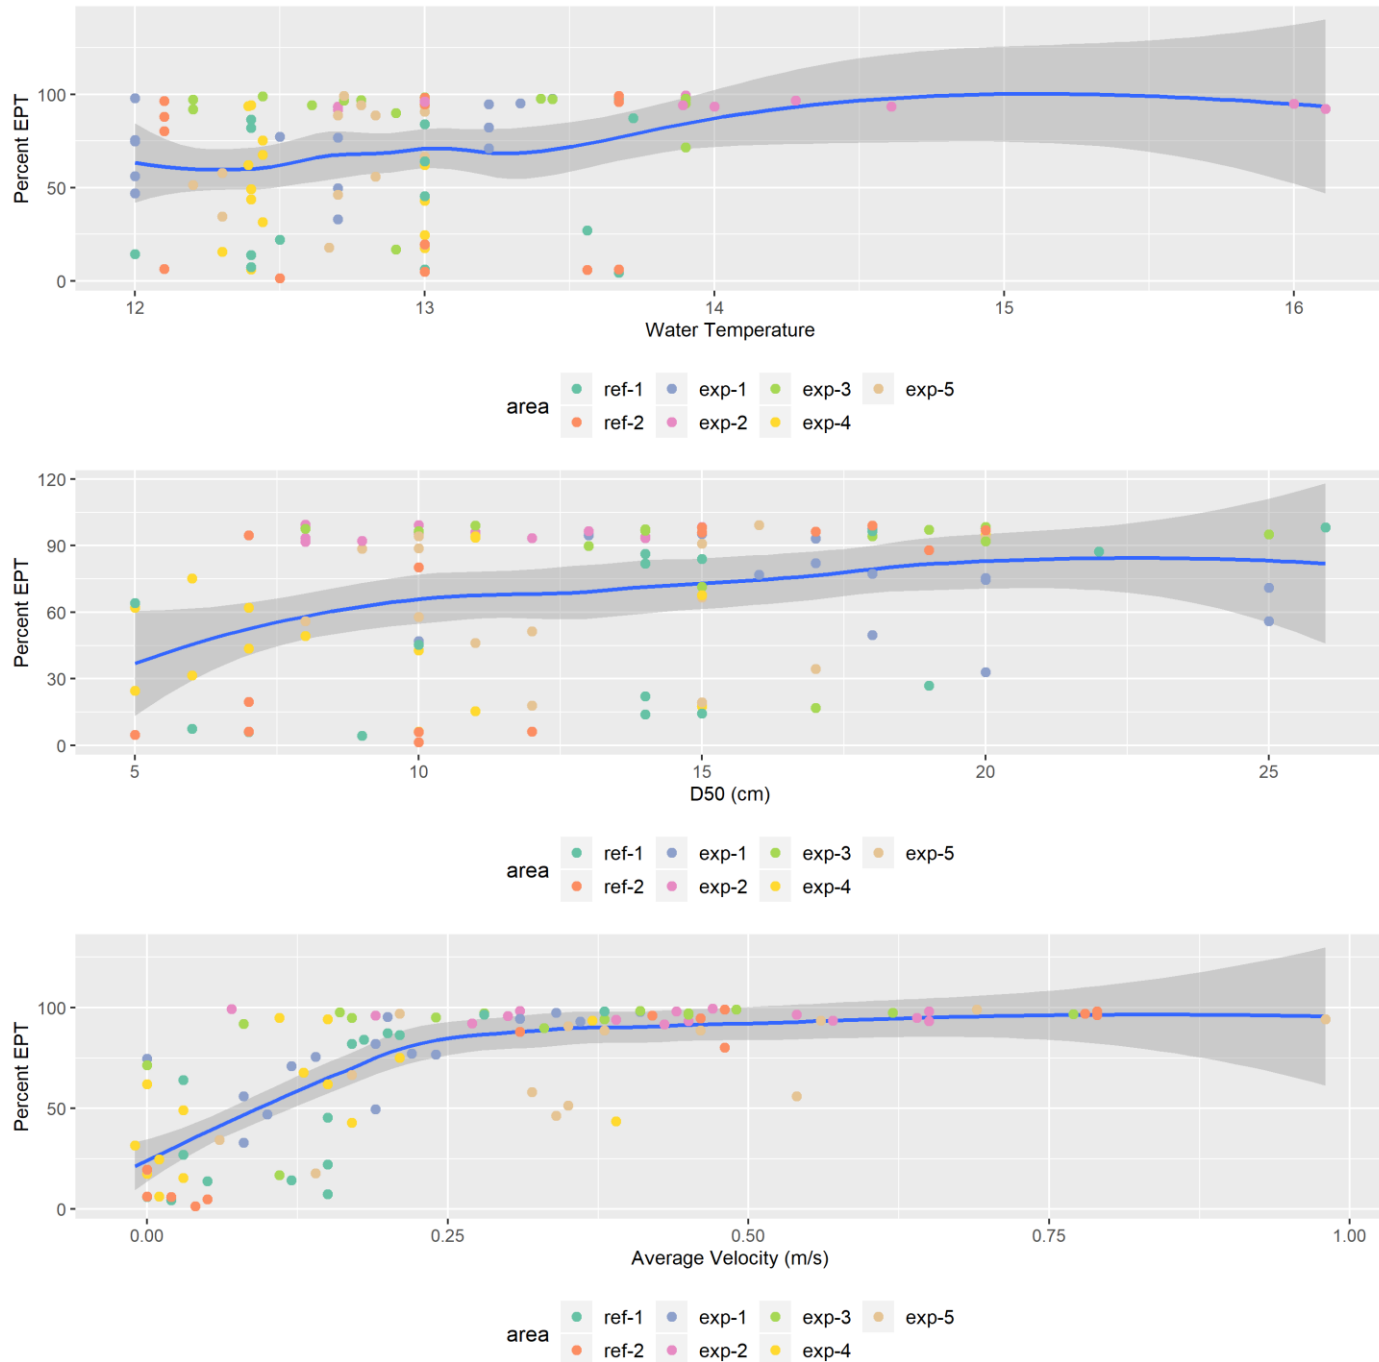 Percent EPT
100
50
0
12 13 14 15 16
Water Temperature
area
ref-1 exp-1 exp-3 exp-5
ref-2 exp-2 exp-4
Percent EPT
120
90
60
30
0
5 10 15 20 25
D50 (cm)
area
ref-1 exp-1 exp-3 exp-5
ref-2 exp-2 exp-4
Percent EPT
100
50
0
0.00 0.25 0.50 0.75 1.00
Average Velocity (m/s)
area
ref-1 exp-1 exp-3 exp-5
ref-2 exp-2 exp-4